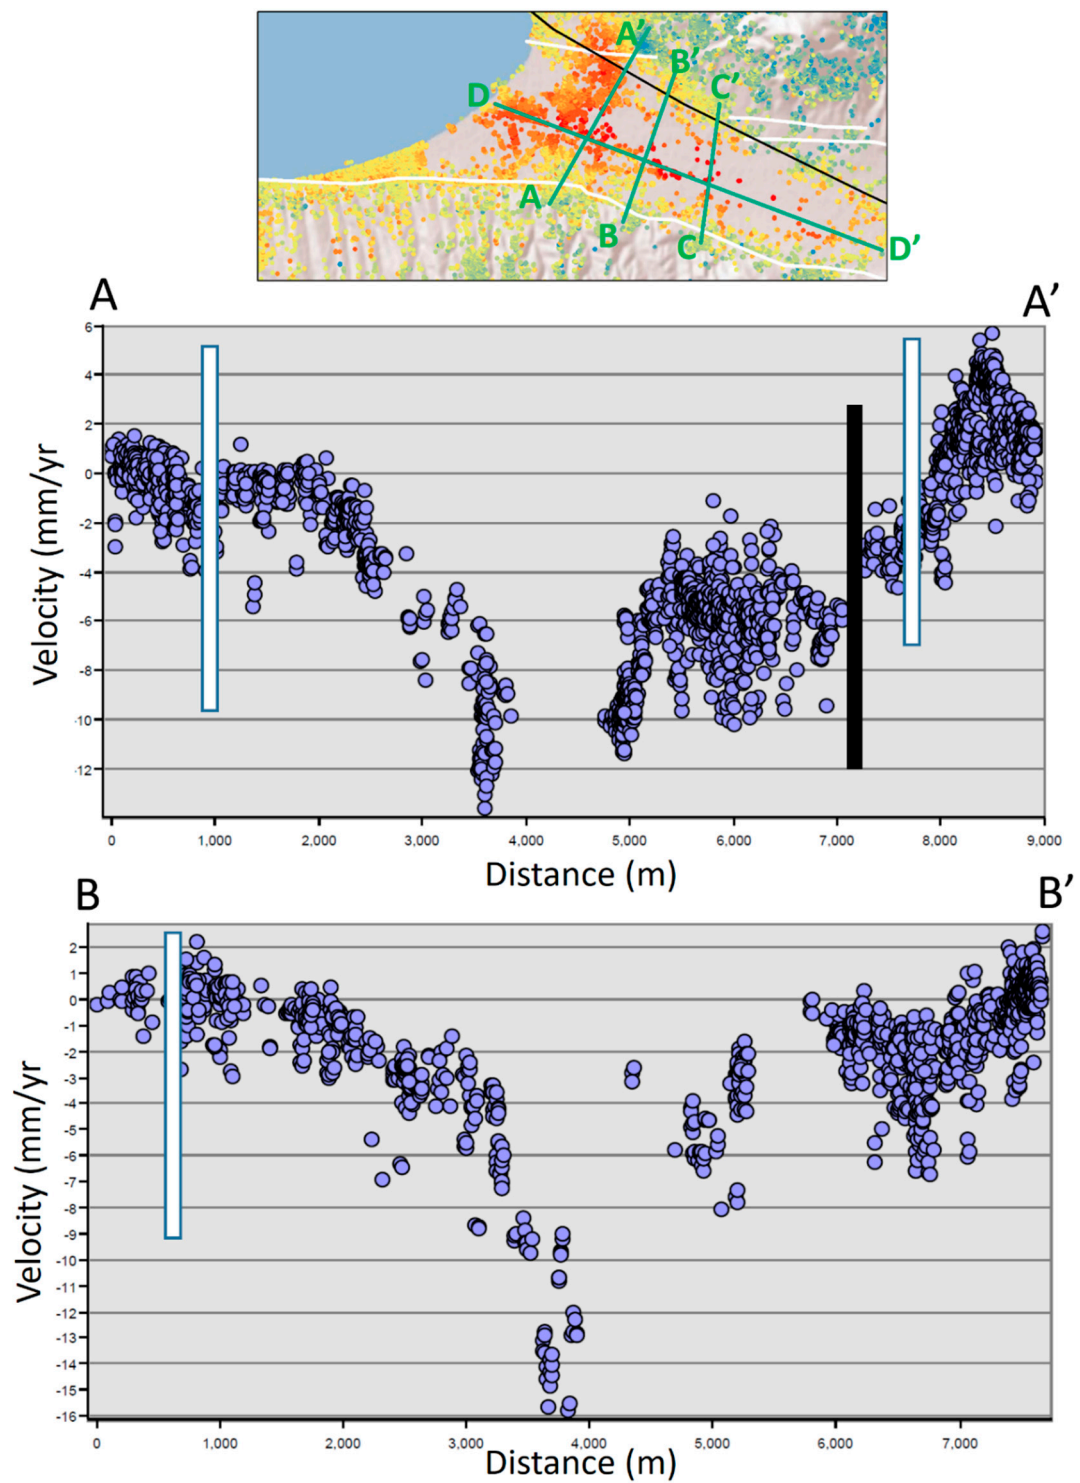 A' B' C'
D
A B C D'
A A'
6
4
2
0
-2
-4
-6
-8
-10
-12
Velocity (mm/yr)
0 1,000 2,000 3,000 4,000 5,000 6,000 7,000 8,000 9,000
Distance (m)
B B'
2
1
0
-1
-2
-3
-4
-5
-6
-7
-8
-9
-10
-11
-12
-13
-14
-15
-16
Velocity (mm/yr)
0 1,000 2,000 3,000 4,000 5,000 6,000 7,000
Distance (m)